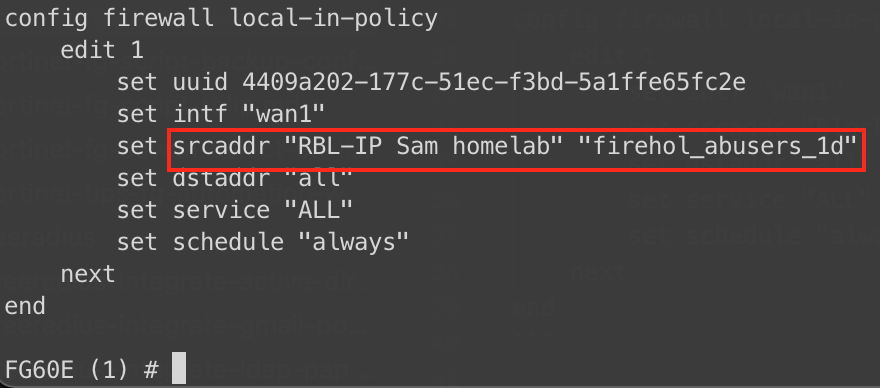 config firewall local-in-policy
edit 1
set uuid 4409a202-177c-51ec-f3bd-5a1ffe65fc2e
set intf "wan1"
set srcaddr "RBL-IP Sam homelab" "firehol_abusers_1d"
set dstaddr "all"
set service "ALL"
set schedule "always"
next
end
FG60E (1) #